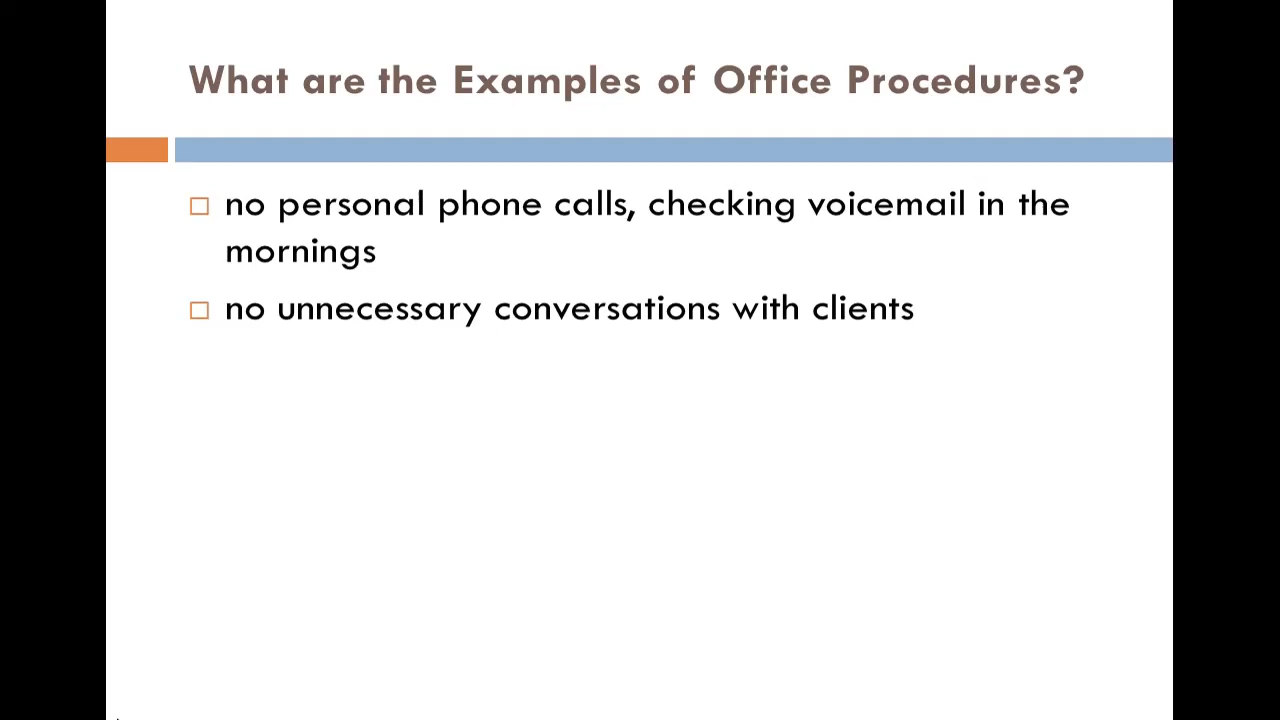 What are the Examples of Office Procedures?
no personal phone calls, checking voicemail in the
mornings
no unnecessary conversations with clients